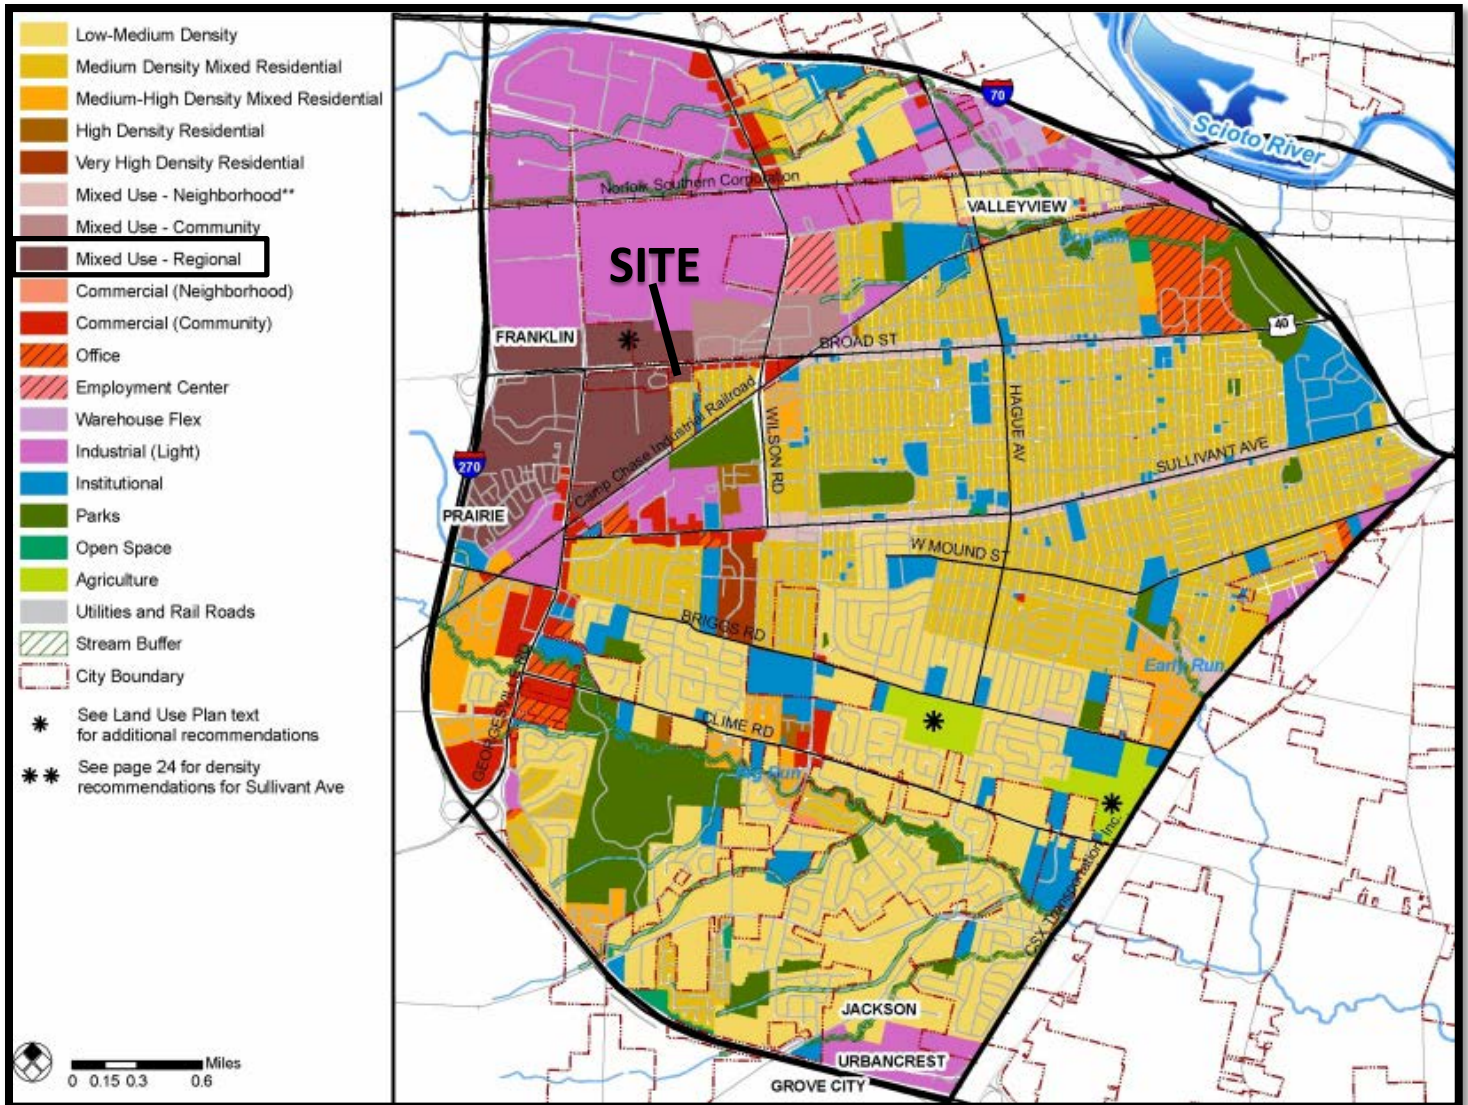 Low-Medium Density
Medium Density Mixed Residential
Medium-High Density Mixed Residential
High Density Residential
Very High Density Residential
Mixed Use - Neighborhood**
Mixed Use - Community
Mixed Use - Regional
Commercial (Neighborhood)
Commercial (Community)
Office
Employment Center
Warehouse Flex
Industrial (Light)
Institutional
Parks
Open Space
Agriculture
Utilities and Rail Roads
Stream Buffer
City Boundary
* See Land Use Plan text
for additional recommendations
** See page 24 for density
recommendations for Sullivant Ave
Miles
0 0.15 0.3 0.6
70
Scioto River
Norfolk Southern Corporation
VALLEYVIEW
Dry Run
SITE
*
40
FRANKLIN
BROAD ST
Camp Chase Industrial Railroad
WILSON RD
HAGUE AV
SULLIVANT AVE
270
PRAIRIE
W MOUND ST
BRIGGS RD
Early Run
GEORGESVILLE RD
CLIME RD
*
Big Run
*
CSX Transportation Inc.
JACKSON
URBANCREST
GROVE CITY